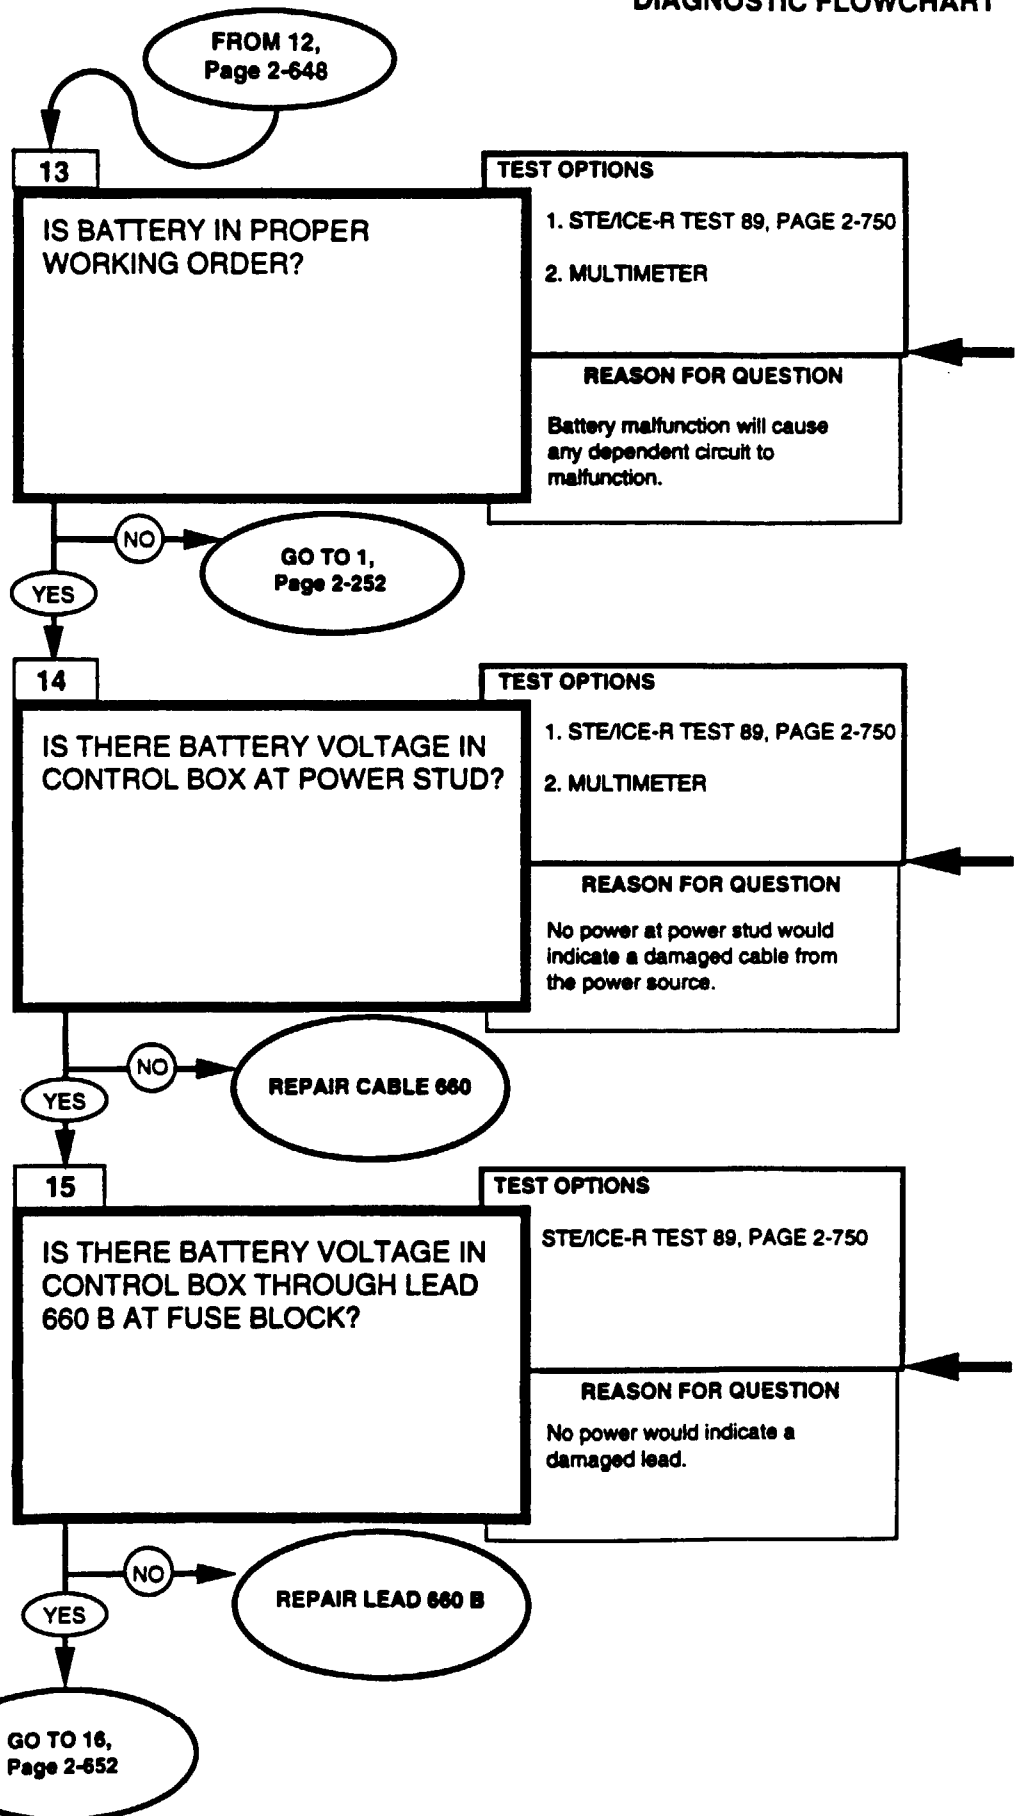 DIAGNOSTIC FLOWCHART
FROM 12,
Page 2-648
13
IS BATTERY IN PROPER
WORKING ORDER?
TEST OPTIONS
1. STE/ICE-R TEST 89, PAGE 2-750
2. MULTIMETER
REASON FOR QUESTION
Battery malfunction will cause
any dependent circuit to
malfunction.
NO
GO TO 1,
Page 2-252
YES
14
IS THERE BATTERY VOLTAGE IN
CONTROL BOX AT POWER STUD?
TEST OPTIONS
1. STE/ICE-R TEST 89, PAGE 2-750
2. MULTIMETER
REASON FOR QUESTION
No power at power stud would
indicate a damaged cable from
the power source.
NO
REPAIR CABLE 660
YES
15
IS THERE BATTERY VOLTAGE IN
CONTROL BOX THROUGH LEAD
660 B AT FUSE BLOCK?
TEST OPTIONS
STE/ICE-R TEST 89, PAGE 2-750
REASON FOR QUESTION
No power would indicate a
damaged lead.
NO
REPAIR LEAD 660 B
YES
GO TO 16,
Page 2-652